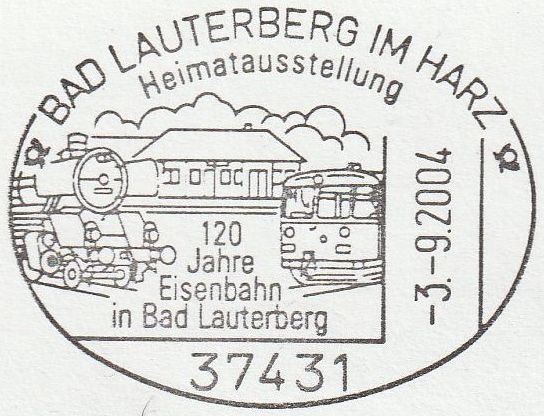 BAD LAUTERBERG IM HARZ
Heimatausstellung
120
Jahre
Eisenbahn
in Bad Lauterberg
-3.-9.2004
37431